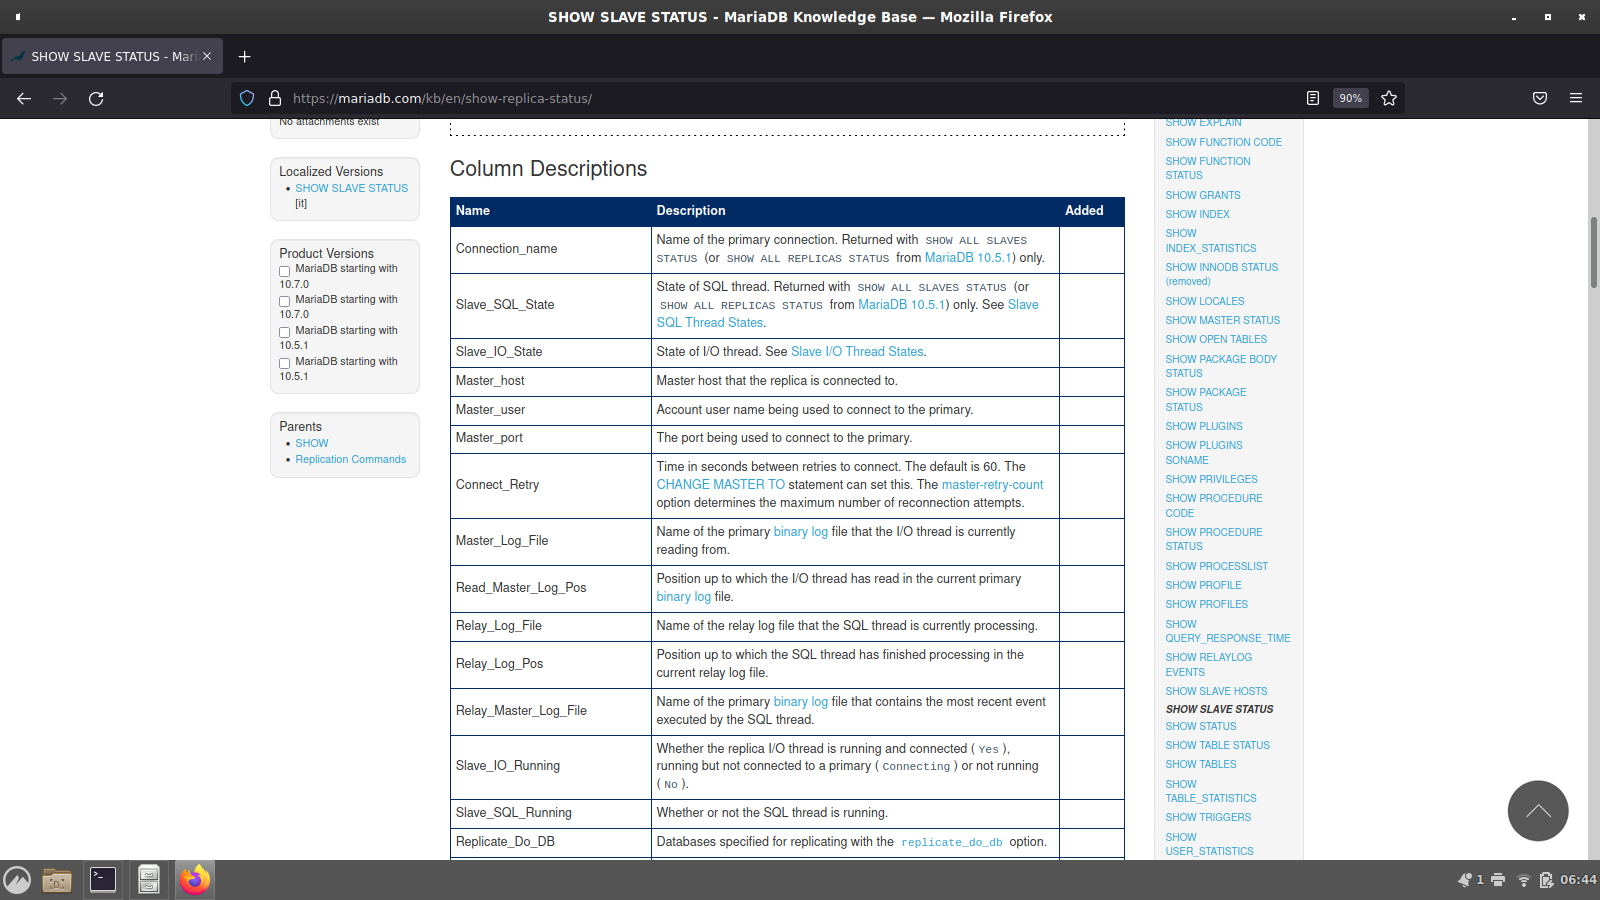 SHOW SLAVE STATUS - MariaDB Knowledge Base — Mozilla Firefox
SHOW SLAVE STATUS - Mari
https://mariadb.com/kb/en/show-replica-status/
90%
No attachments exist
Localized Versions
SHOW SLAVE STATUS
[it]
Product Versions
MariaDB starting with
10.7.0
MariaDB starting with
10.7.0
MariaDB starting with
10.5.1
MariaDB starting with
10.5.1
Parents
SHOW
Replication Commands
Column Descriptions
Name Description Added
Connection_name
Name of the primary connection. Returned with SHOW ALL SLAVES
STATUS (or SHOW ALL REPLICAS STATUS from MariaDB 10.5.1) only.
Slave_SQL_State
State of SQL thread. Returned with SHOW ALL SLAVES STATUS (or
SHOW ALL REPLICAS STATUS from MariaDB 10.5.1) only. See Slave
SQL Thread States.
Slave_IO_State State of I/O thread. See Slave I/O Thread States.
Master_host Master host that the replica is connected to.
Master_user Account user name being used to connect to the primary.
Master_port The port being used to connect to the primary.
Connect_Retry
Time in seconds between retries to connect. The default is 60. The
CHANGE MASTER TO statement can set this. The master-retry-count
option determines the maximum number of reconnection attempts.
Master_Log_File
Name of the primary binary log file that the I/O thread is currently
reading from.
Read_Master_Log_Pos
Position up to which the I/O thread has read in the current primary
binary log file.
Relay_Log_File Name of the relay log file that the SQL thread is currently processing.
Relay_Log_Pos
Position up to which the SQL thread has finished processing in the
current relay log file.
Relay_Master_Log_File
Name of the primary binary log file that contains the most recent event
executed by the SQL thread.
Slave_IO_Running
Whether the replica I/O thread is running and connected ( Yes ),
running but not connected to a primary ( Connecting ) or not running
( No ).
Slave_SQL_Running Whether or not the SQL thread is running.
Replicate_Do_DB Databases specified for replicating with the replicate_do_db option.
SHOW EXPLAIN
SHOW FUNCTION CODE
SHOW FUNCTION
STATUS
SHOW GRANTS
SHOW INDEX
SHOW
INDEX_STATISTICS
SHOW INNODB STATUS
(removed)
SHOW LOCALES
SHOW MASTER STATUS
SHOW OPEN TABLES
SHOW PACKAGE BODY
STATUS
SHOW PACKAGE
STATUS
SHOW PLUGINS
SHOW PLUGINS
SONAME
SHOW PRIVILEGES
SHOW PROCEDURE
CODE
SHOW PROCEDURE
STATUS
SHOW PROCESSLIST
SHOW PROFILE
SHOW PROFILES
SHOW
QUERY_RESPONSE_TIME
SHOW RELAYLOG
EVENTS
SHOW SLAVE HOSTS
SHOW SLAVE STATUS
SHOW STATUS
SHOW TABLE STATUS
SHOW TABLES
SHOW
TABLE_STATISTICS
SHOW TRIGGERS
SHOW
USER_STATISTICS
1
06:44